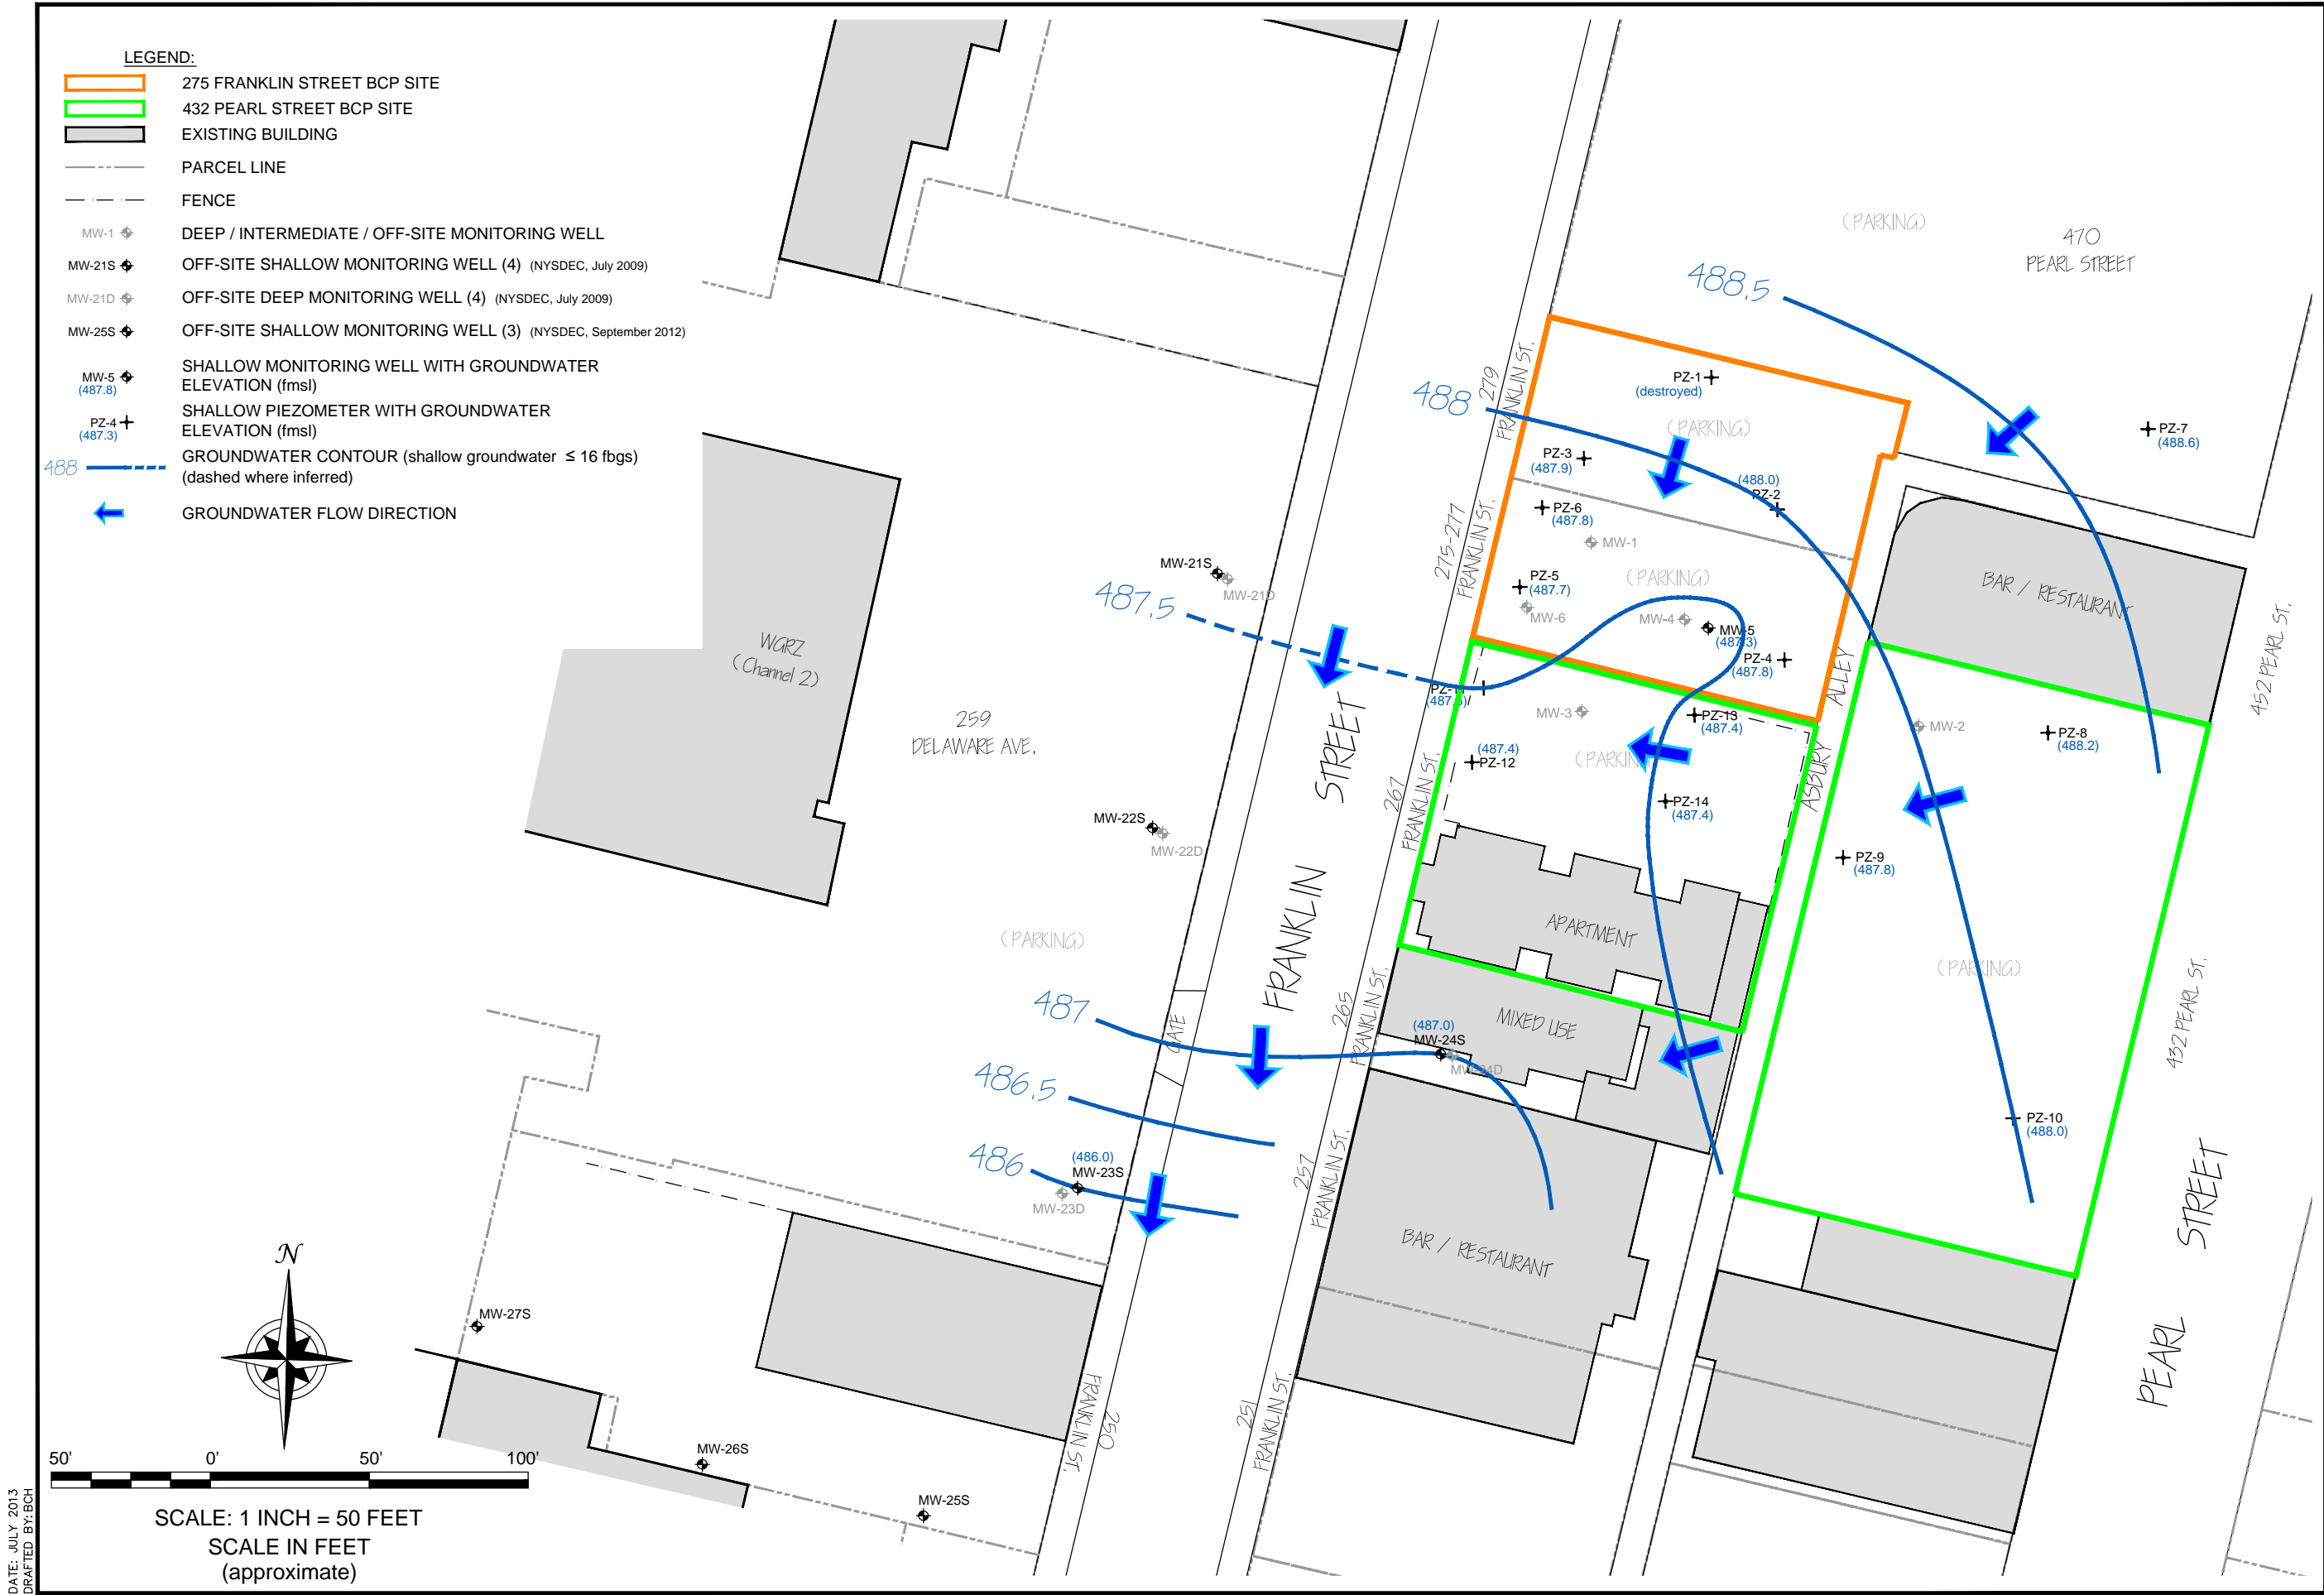 LEGEND:
275 FRANKLIN STREET BCP SITE
432 PEARL STREET BCP SITE
EXISTING BUILDING
PARCEL LINE
FENCE
MW-1
DEEP / INTERMEDIATE / OFF-SITE MONITORING WELL
MW-21S
OFF-SITE SHALLOW MONITORING WELL (4) (NYSDEC, July 2009)
MW-21D
OFF-SITE DEEP MONITORING WELL (4) (NYSDEC, July 2009)
MW-25S
OFF-SITE SHALLOW MONITORING WELL (3) (NYSDEC, September 2012)
MW-5
(487.8)
SHALLOW MONITORING WELL WITH GROUNDWATER
ELEVATION (fmsl)
PZ-4
(487.3)
SHALLOW PIEZOMETER WITH GROUNDWATER
ELEVATION (fmsl)
488
GROUNDWATER CONTOUR (shallow groundwater ≤ 16 fbgs)
(dashed where inferred)
GROUNDWATER FLOW DIRECTION
(PARKING)
470
PEARL STREET
488.5
488
279
FRANKLIN ST.
PZ-1
(destroyed)
(PARKING)
PZ-7
(488.6)
PZ-3
(487.9)
(488.0)
PZ-2
PZ-6
(487.8)
MW-1
275-277
FRANKLIN ST.
PZ-5
(487.7)
MW-6
(PARKING)
MW-4
MW-5
(487.3)
PZ-4
(487.8)
BAR / RESTAURANT
452 PEARL ST.
MW-21S
MW-21D
487.5
WGRZ
(Channel 2)
259
DELAWARE AVE.
MW-3
PZ-13
(487.4)
(487.4)
PZ-12
PZ-14
(487.4)
ASBURY
ALLEY
MW-2
PZ-8
(488.2)
PZ-9
(487.8)
267
FRANKLIN ST.
FRANKLIN
STREET
MW-22S
MW-22D
(PARKING)
APARTMENT
(PARKING)
432 PEARL ST.
487
GATE
265
FRANKLIN ST.
MIXED USE
(487.0)
MW-24S
PZ-10
(488.0)
486.5
486
(486.0)
MW-23S
MW-23D
257
FRANKLIN ST.
BAR / RESTAURANT
PEARL
STREET
N
MW-27S
MW-26S
MW-25S
250
FRANKLIN ST.
251
FRANKLIN ST.
50'
0'
50'
100'
SCALE: 1 INCH = 50 FEET
SCALE IN FEET
(approximate)
DATE: JULY 2013
DRAFTED BY: BCH